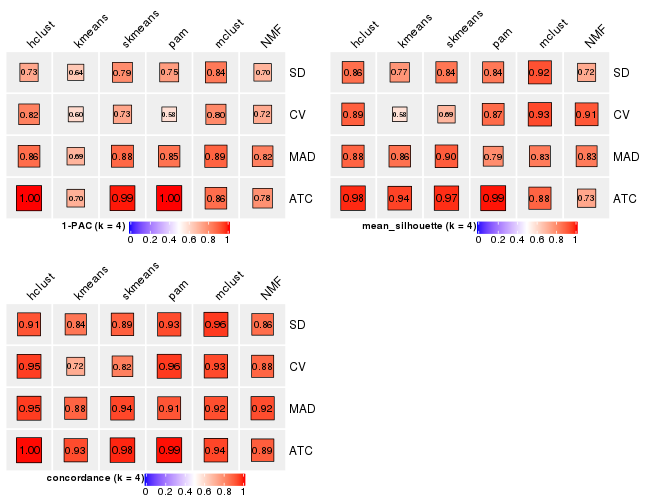 hclust kmeans skmeans pam mclust NMF
0.73 0.64 0.79 0.75 0.84 0.70 SD
0.82 0.60 0.73 0.58 0.80 0.72 CV
0.86 0.69 0.88 0.85 0.89 0.82 MAD
1.00 0.70 0.99 1.00 0.86 0.78 ATC
1-PAC (k = 4)
0 0.2 0.4 0.6 0.8 1
hclust kmeans skmeans pam mclust NMF
0.86 0.77 0.84 0.84 0.92 0.72 SD
0.89 0.58 0.69 0.87 0.93 0.91 CV
0.88 0.86 0.90 0.79 0.83 0.83 MAD
0.98 0.94 0.97 0.99 0.88 0.73 ATC
mean_silhouette (k = 4)
0 0.2 0.4 0.6 0.8 1
hclust kmeans skmeans pam mclust NMF
0.91 0.84 0.89 0.93 0.96 0.86 SD
0.95 0.72 0.82 0.96 0.93 0.88 CV
0.95 0.88 0.94 0.91 0.92 0.92 MAD
1.00 0.93 0.98 0.99 0.94 0.89 ATC
concordance (k = 4)
0 0.2 0.4 0.6 0.8 1